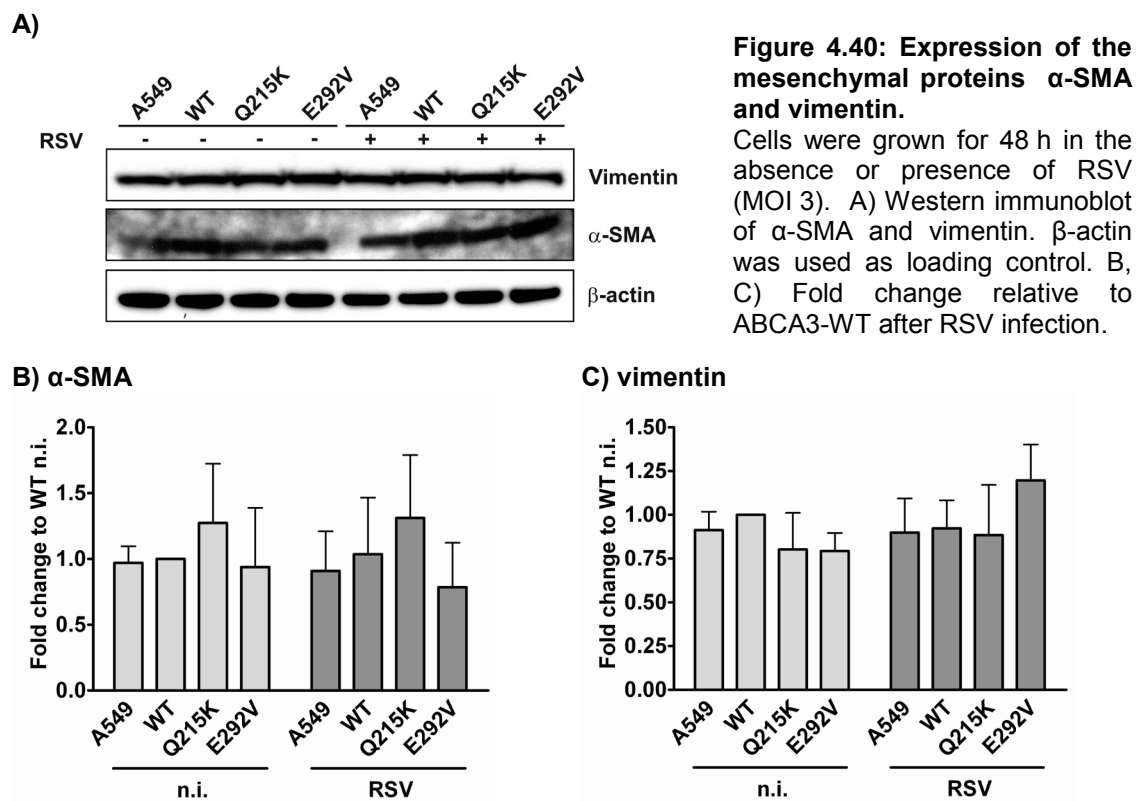 A)
A549 WT Q215K E292V A549 WT Q215K E292V
RSV - - - - + + + +
Vimentin
α-SMA
β-actin
Figure 4.40: Expression of the
mesenchymal proteins α-SMA
and vimentin.
Cells were grown for 48 h in the
absence or presence of RSV
(MOI 3). A) Western immunoblot
of α-SMA and vimentin. β-actin
was used as loading control. B,
C) Fold change relative to
ABCA3-WT after RSV infection.
B) α-SMA
Fold change to WT n.i.
2.0
1.5
1.0
0.5
0.0
A549 WT Q215K E292V A549 WT Q215K E292V
n.i. RSV
C) vimentin
Fold change to WT n.i.
1.50
1.25
1.00
0.75
0.50
0.25
0.00
A549 WT Q215K E292V A549 WT Q215K E292V
n.i. RSV